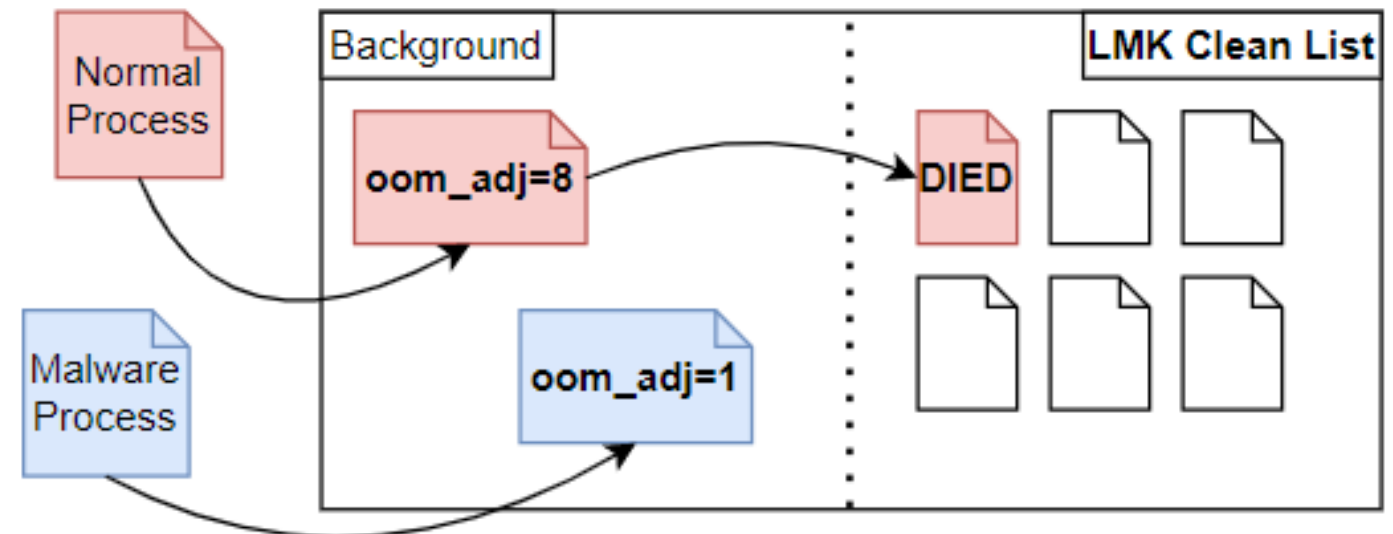 Normal
Process
Background
LMK Clean List
oom_adj=8
DIED
Malware
Process
oom_adj=1